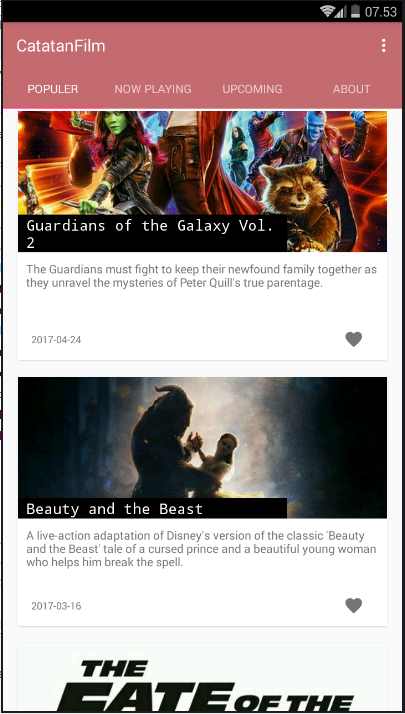 07.53
CatatanFilm
POPULER NOW PLAYING UPCOMING ABOUT
Guardians of the Galaxy Vol.
2
The Guardians must fight to keep their newfound family together as
they unravel the mysteries of Peter Quill's true parentage.
2017-04-24
Beauty and the Beast
A live-action adaptation of Disney's version of the classic 'Beauty
and the Beast' tale of a cursed prince and a beautiful young woman
who helps him break the spell.
2017-03-16
THE
FATE OF THE